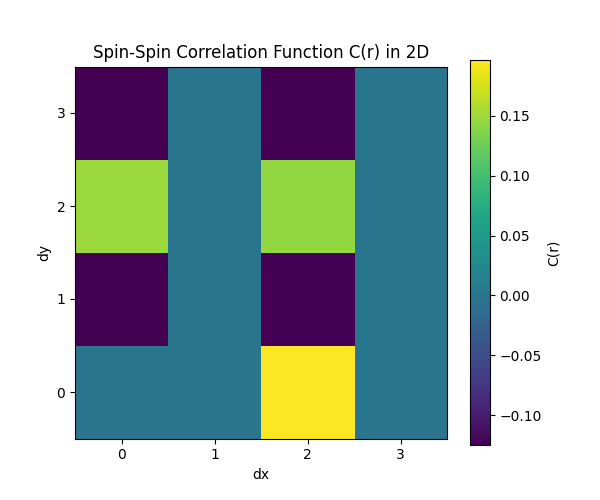 Spin-Spin Correlation Function C(r) in 2D
3
2
1
0
dy
0 1 2 3
dx
0.15
0.10
0.05
0.00
−0.05
−0.10
C(r)